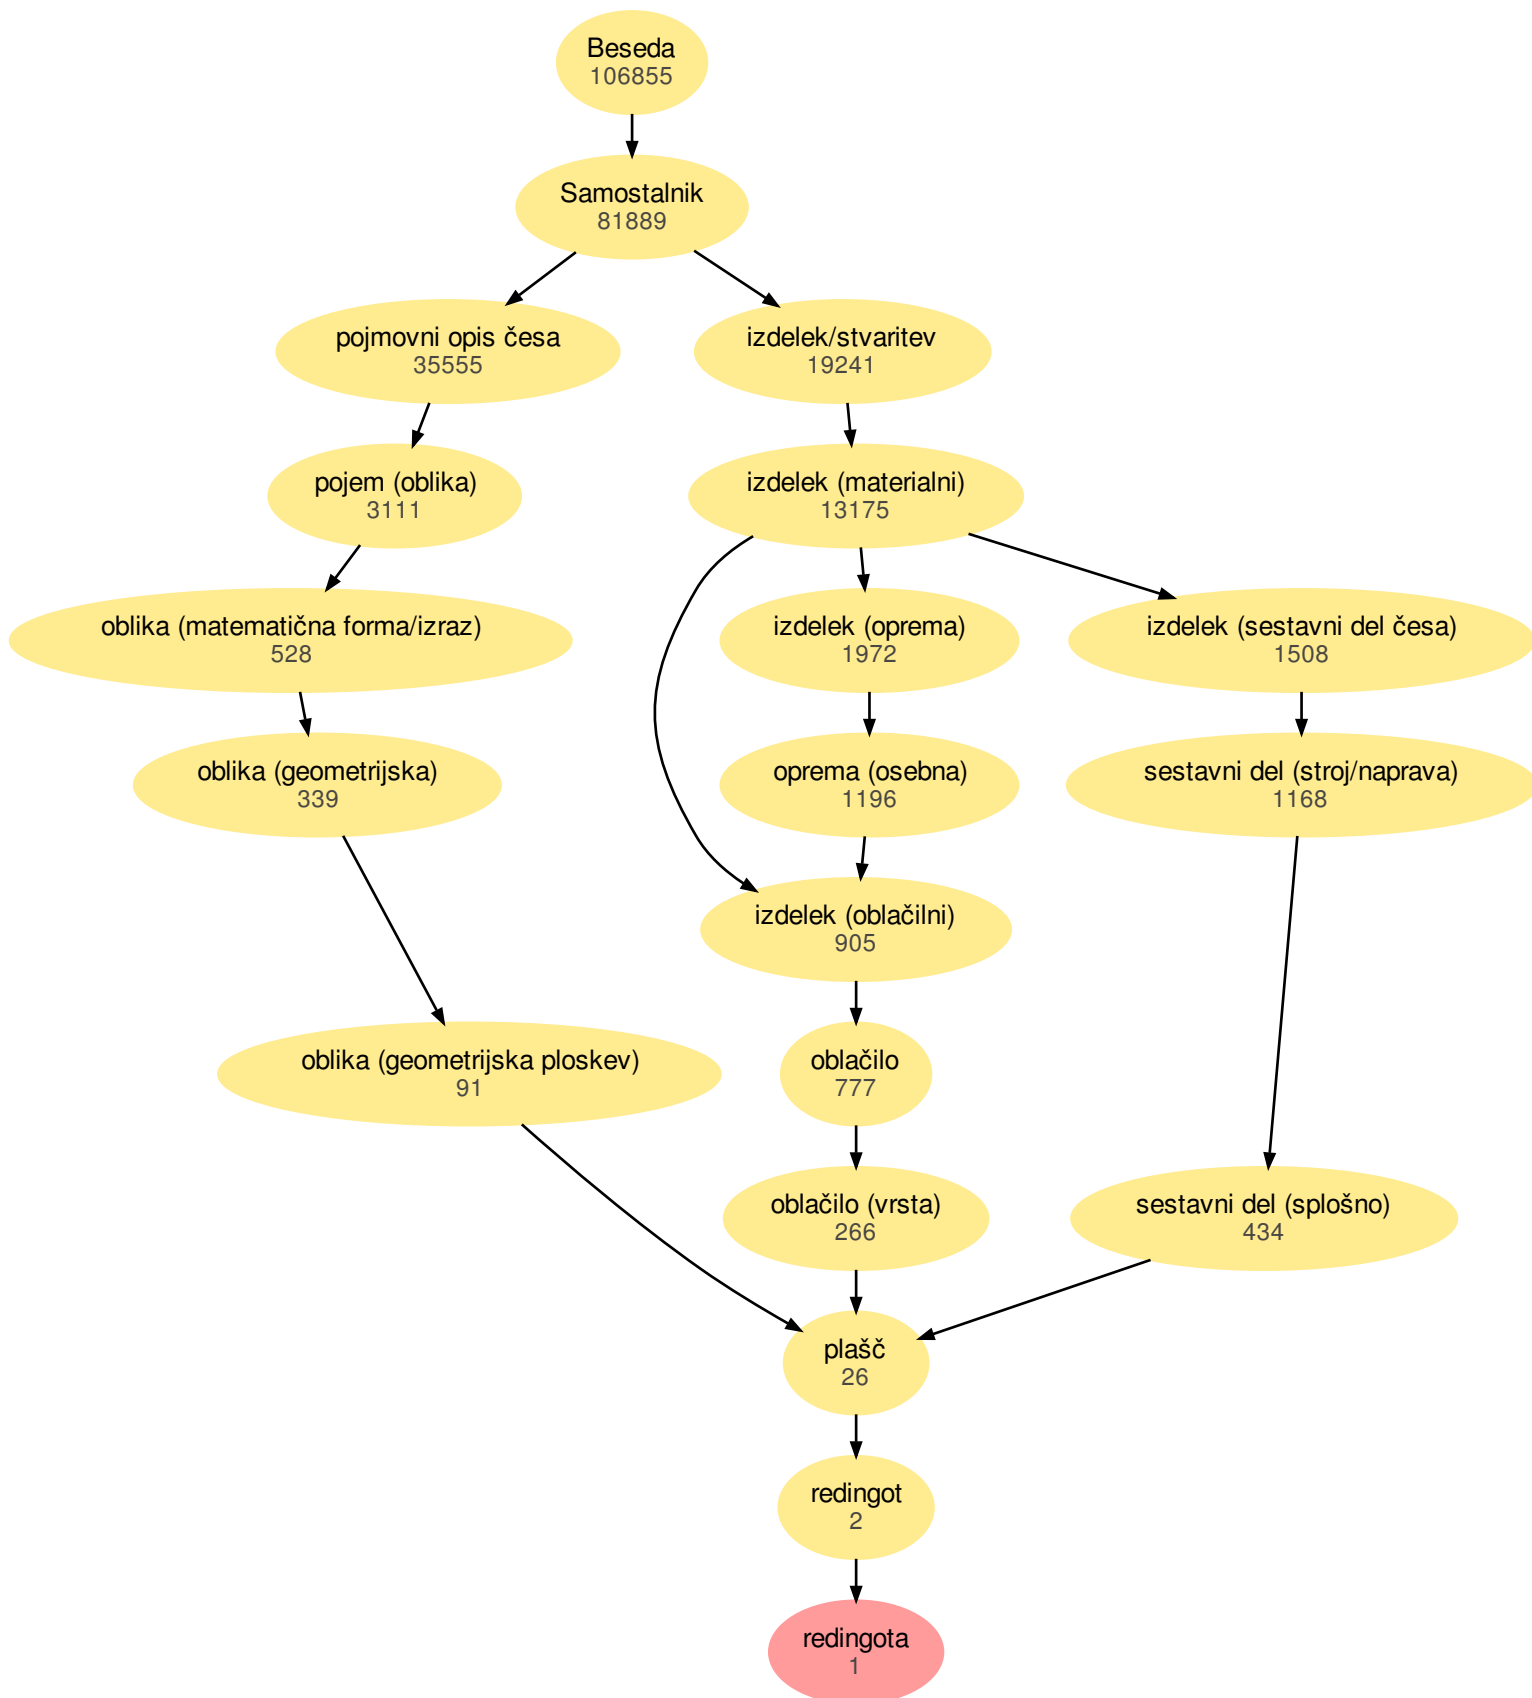 Beseda
106855
Samostalnik
81889
pojmovni opis česa
35555
izdelek/stvaritev
19241
pojem (oblika)
3111
izdelek (materialni)
13175
oblika (matematična forma/izraz)
528
izdelek (oprema)
1972
izdelek (sestavni del česa)
1508
oblika (geometrijska)
339
oprema (osebna)
1196
sestavni del (stroj/naprava)
1168
izdelek (oblačilni)
905
oblika (geometrijska ploskev)
91
oblačilo
777
oblačilo (vrsta)
266
sestavni del (splošno)
434
plašč
26
redingot
2
redingota
1